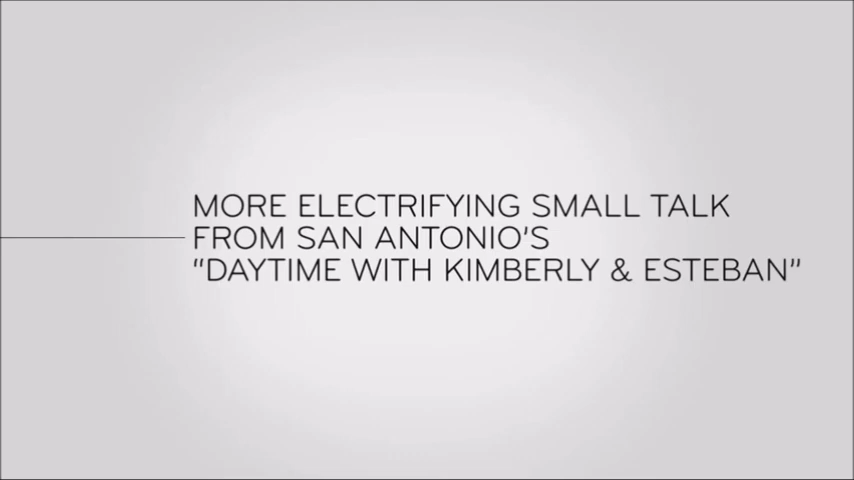 MORE ELECTRIFYING SMALL TALK
FROM SAN ANTONIO'S
"DAYTIME WITH KIMBERLY & ESTEBAN"